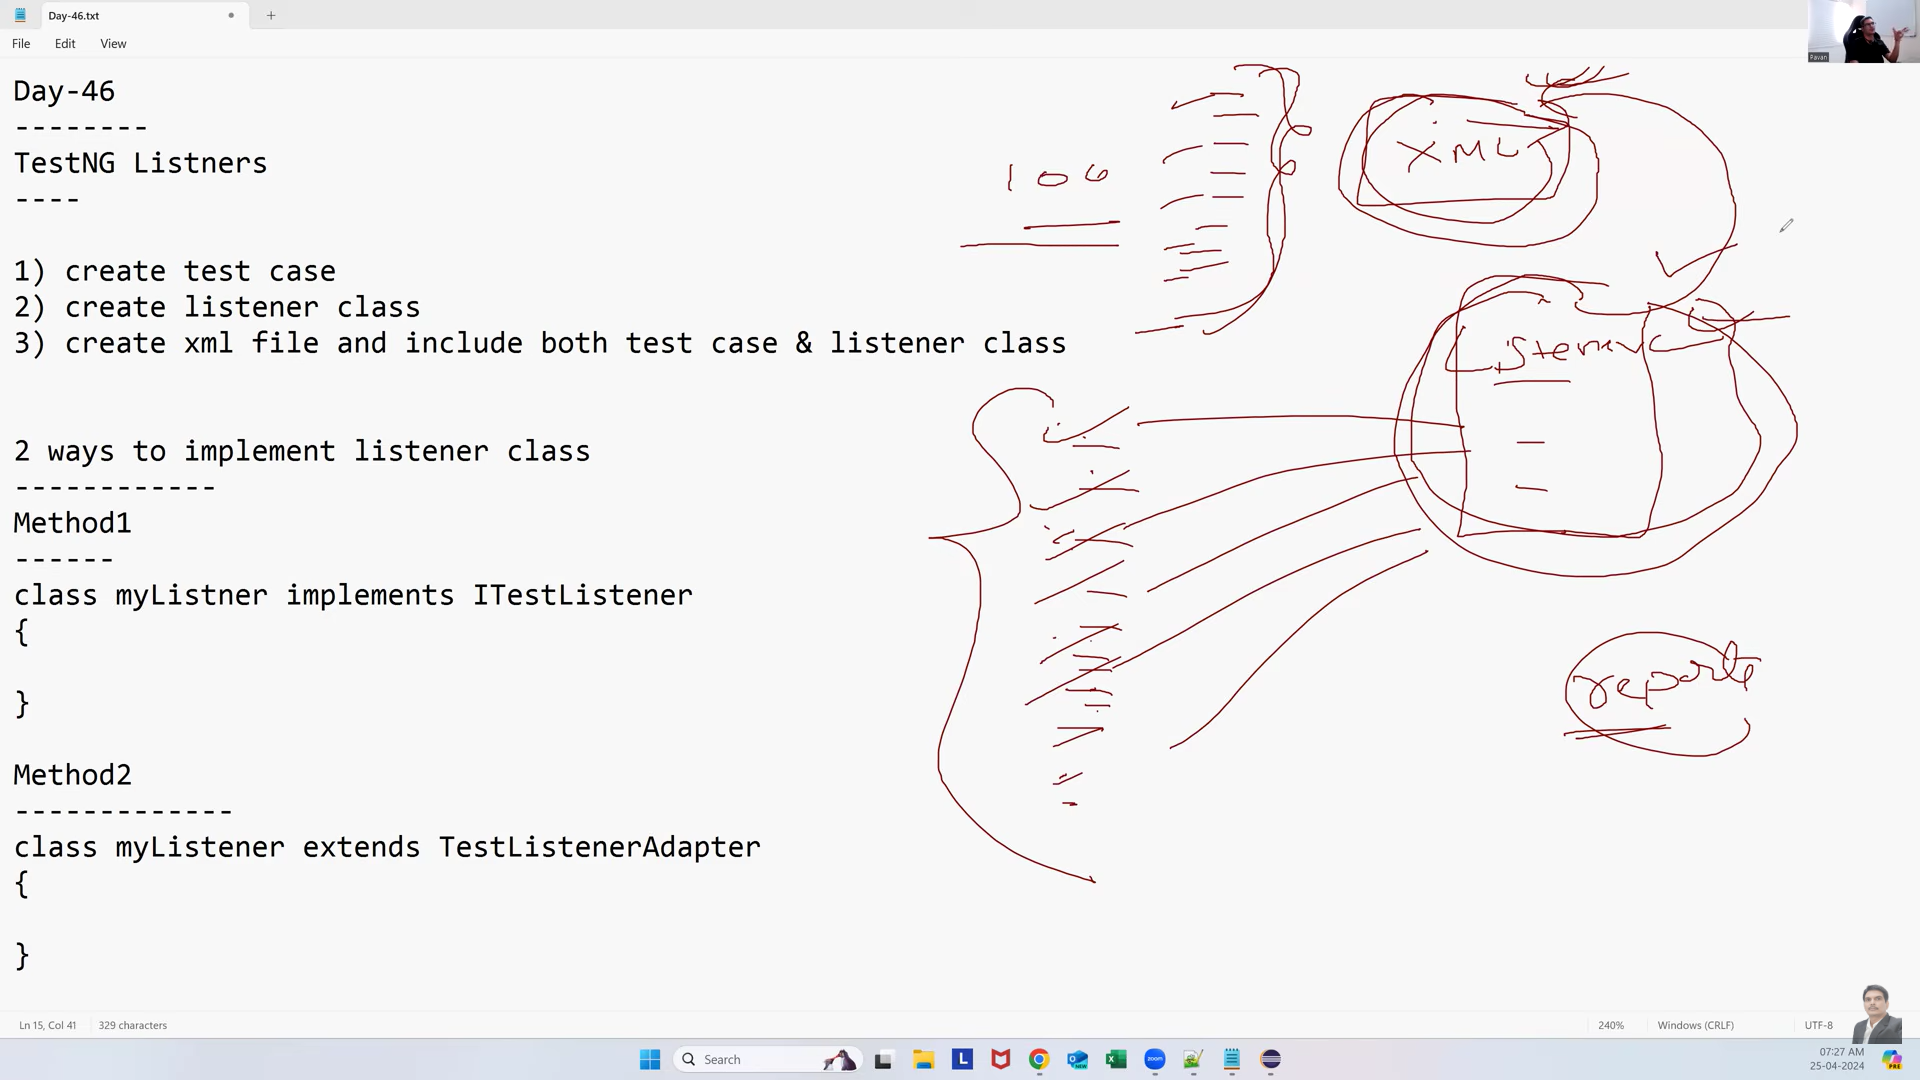 Day-46.txt
File Edit View
Day-46
--------
TestNG Listners
----
1) create test case
2) create listener class
3) create xml file and include both test case & listener class
2 ways to implement listener class
------------
Method1
------
class myListner implements ITestListener
{
}
Method2
-------------
class myListener extends TestListenerAdapter
{
}
100
XML
Listener
reports
Pavan
Ln 15, Col 41 329 characters 240% Windows (CRLF) UTF-8
Search
07:27 AM
25-04-2024